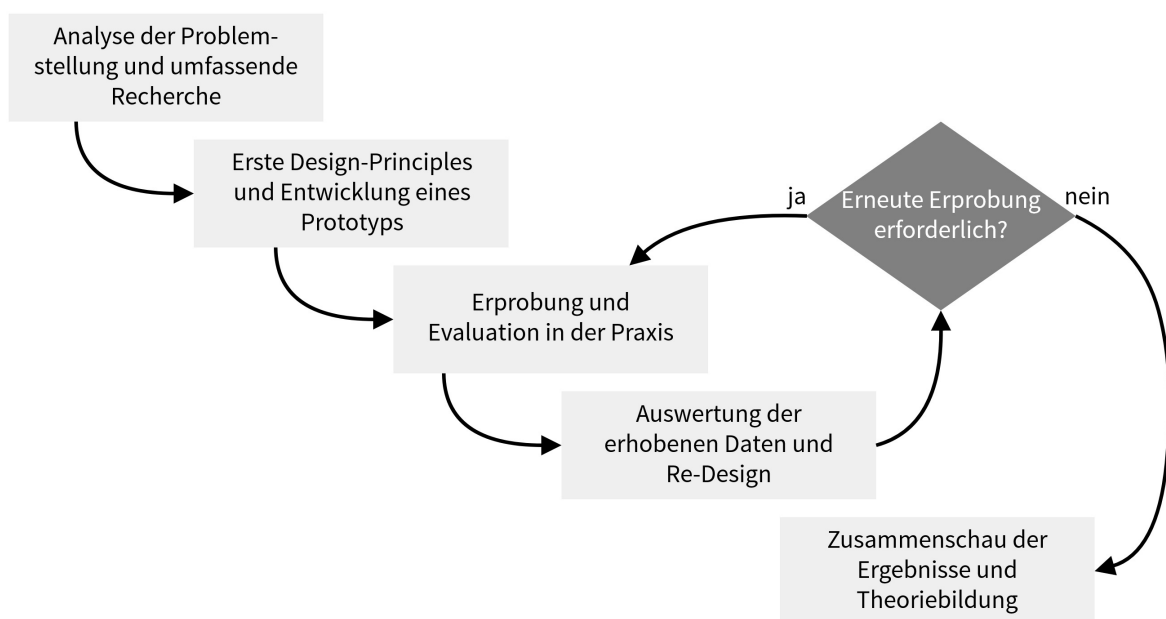 Analyse der Problem-
stellung und umfassende
Recherche
Erste Design-Principles
und Entwicklung eines
Prototyps
Erprobung und
Evaluation in der Praxis
Auswertung der
erhobenen Daten und
Re-Design
ja
Erneute Erprobung
erforderlich?
nein
Zusammenschau der
Ergebnisse und
Theoriebildung